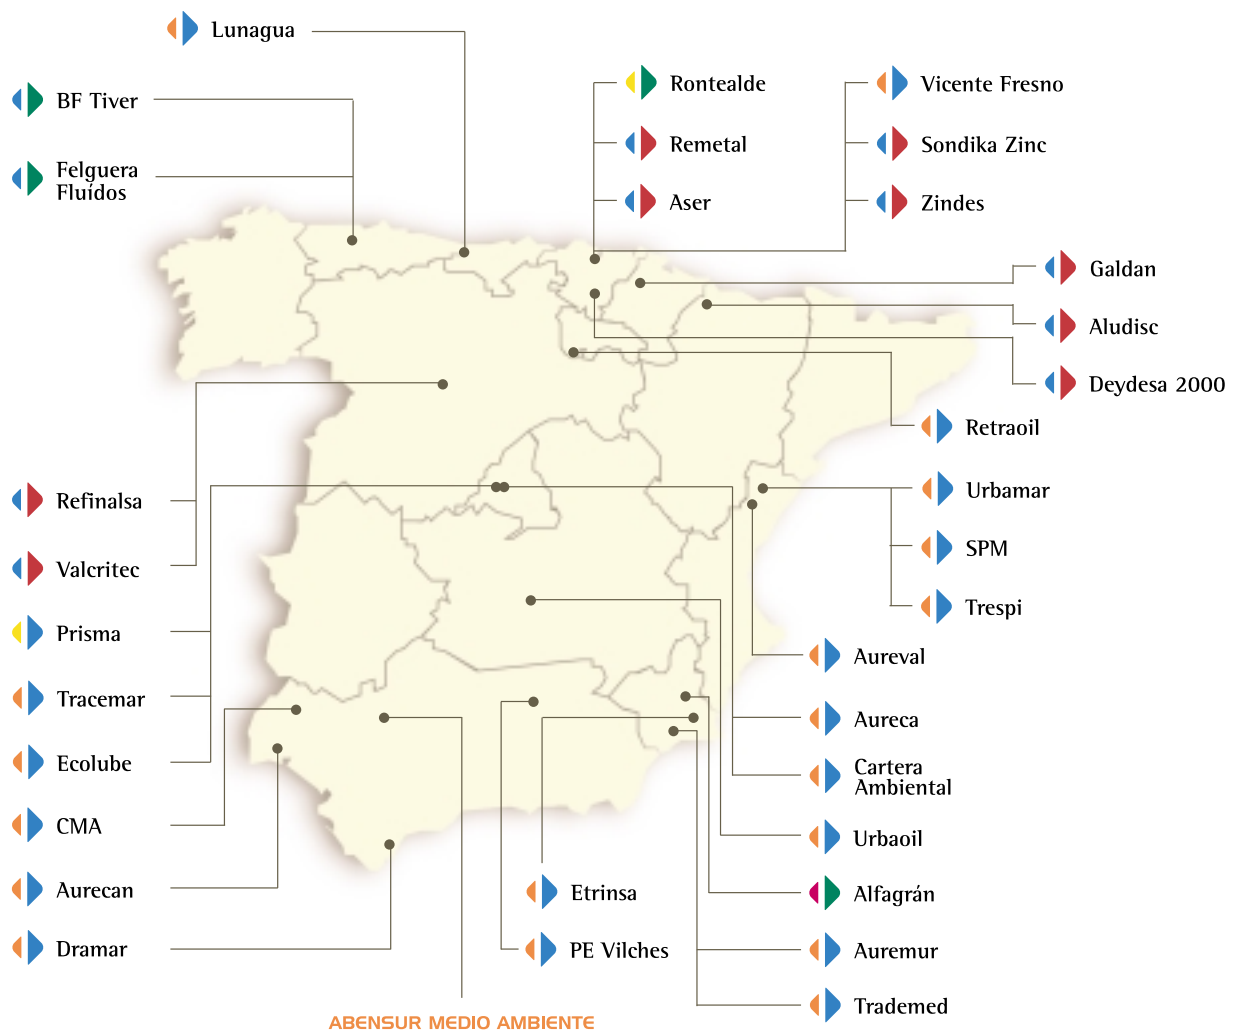 Lunagua
BF Tiver
Felguera
Fluídos
Rontealde
Remetal
Aser
Vicente Fresno
Sondika Zinc
Zindes
Galdan
Aludisc
Deydesa 2000
Retraoil
Urbamar
SPM
Trespi
Refinalsa
Valcritec
Prisma
Tracemar
Ecolube
CMA
Aurecan
Dramar
Aureval
Aureca
Cartera
Ambiental
Urbaoil
Alfagrán
Auremur
Trademed
Etrinsa
PE Vilches
ABENSUR MEDIO AMBIENTE